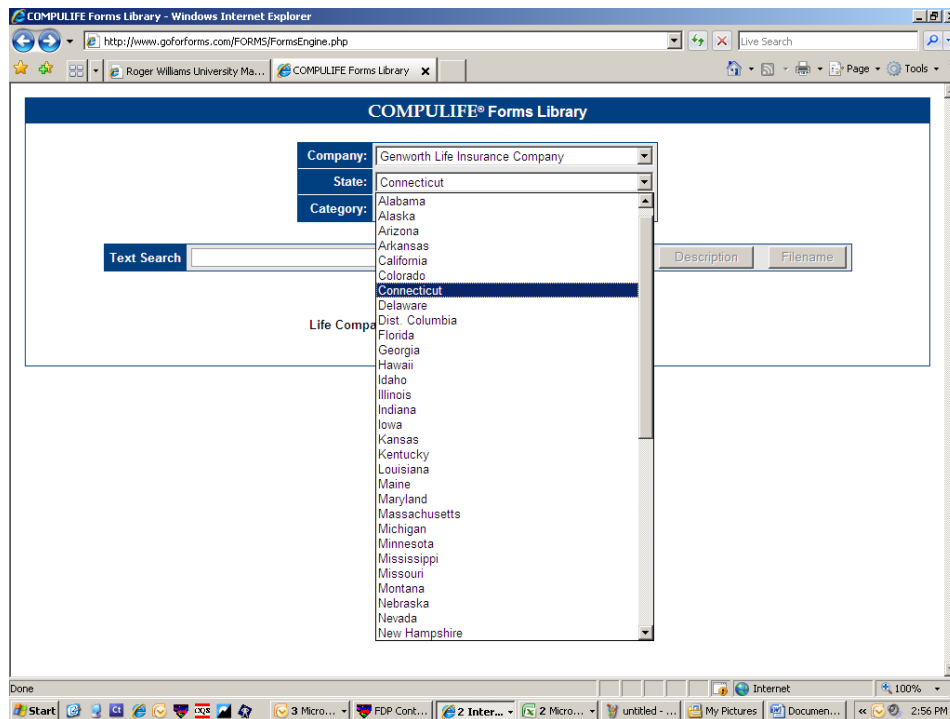 COMPULIFE Forms Library - Windows Internet Explorer
http://www.goforforms.com/FORMS/FormsEngine.php
Live Search
Roger Williams University Ma...
COMPULIFE Forms Library
Page
Tools
COMPULIFE® Forms Library
Company: Genworth Life Insurance Company
State: Connecticut
Category:
Alabama
Alaska
Arizona
Arkansas
California
Colorado
Connecticut
Delaware
Dist. Columbia
Florida
Georgia
Hawaii
Idaho
Illinois
Indiana
Iowa
Kansas
Kentucky
Louisiana
Maine
Maryland
Massachusetts
Michigan
Minnesota
Mississippi
Missouri
Montana
Nebraska
Nevada
New Hampshire
Text Search
Description Filename
Life Compa
Done
Internet
100%
Start
3 Micro...
FDP Cont...
2 Inter...
2 Micro...
untitled - ...
My Pictures
Documen...
2:56 PM